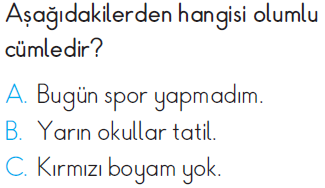 Aşağıdakilerden hangisi olumlu
cümledir?
A. Bugün spor yapmadım.
B. Yarın okullar tatil.
C. Kırmızı boyam yok.